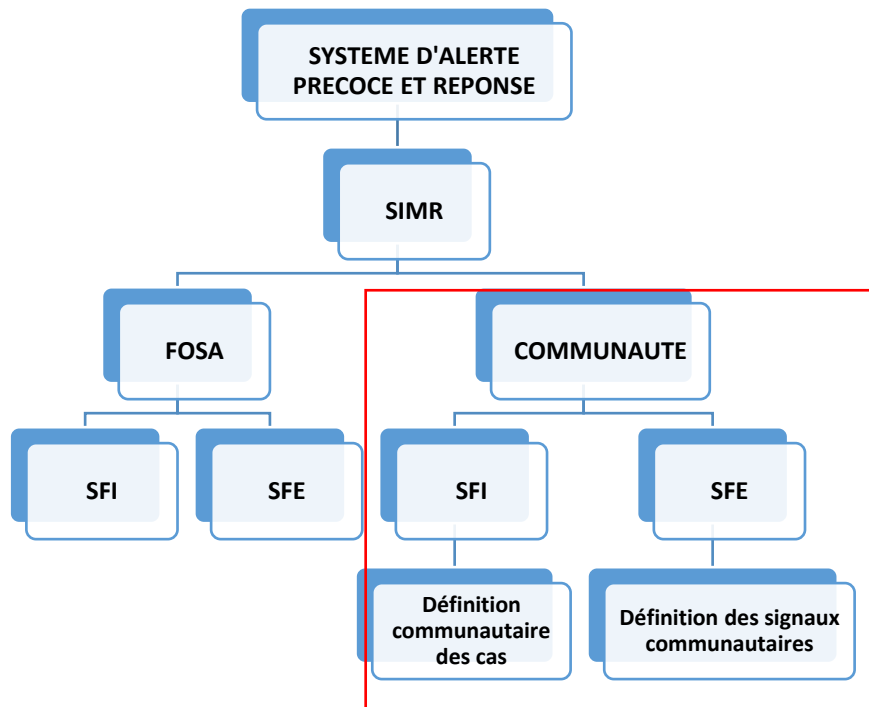 SYSTEME D'ALERTE
PRECOCE ET REPONSE
SIMR
FOSA
COMMUNAUTE
SFI
SFE
SFI
SFE
Définition
communautaire
des cas
Définition des signaux
communautaires